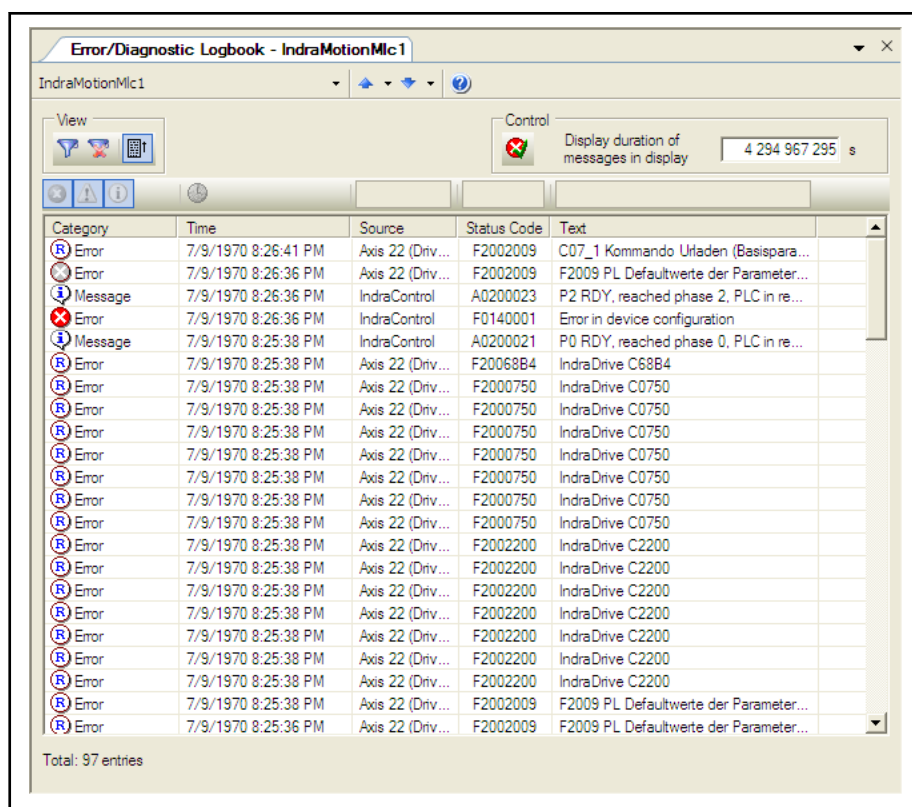 Error/Diagnostic Logbook - IndraMotionMlc1
IndraMotionMlc1
View
Control
Display duration of
messages in display
4 294 967 295 s
Category Time Source Status Code Text
R Error 7/9/1970 8:26:41 PM Axis 22 (Driv... F2002009 C07_1 Kommando Urladen (Basispara...
Error 7/9/1970 8:26:36 PM Axis 22 (Driv... F2002009 F2009 PL Defaultwerte der Parameter...
Message 7/9/1970 8:26:36 PM IndraControl A0200023 P2 RDY, reached phase 2, PLC in re...
Error 7/9/1970 8:26:36 PM IndraControl F0140001 Error in device configuration
Message 7/9/1970 8:25:38 PM IndraControl A0200021 P0 RDY, reached phase 0, PLC in re...
R Error 7/9/1970 8:25:38 PM Axis 22 (Driv... F20068B4 IndraDrive C68B4
R Error 7/9/1970 8:25:38 PM Axis 22 (Driv... F2000750 IndraDrive C0750
R Error 7/9/1970 8:25:38 PM Axis 22 (Driv... F2000750 IndraDrive C0750
R Error 7/9/1970 8:25:38 PM Axis 22 (Driv... F2000750 IndraDrive C0750
R Error 7/9/1970 8:25:38 PM Axis 22 (Driv... F2000750 IndraDrive C0750
R Error 7/9/1970 8:25:38 PM Axis 22 (Driv... F2000750 IndraDrive C0750
R Error 7/9/1970 8:25:38 PM Axis 22 (Driv... F2000750 IndraDrive C0750
R Error 7/9/1970 8:25:38 PM Axis 22 (Driv... F2000750 IndraDrive C0750
R Error 7/9/1970 8:25:38 PM Axis 22 (Driv... F2002200 IndraDrive C2200
R Error 7/9/1970 8:25:38 PM Axis 22 (Driv... F2002200 IndraDrive C2200
R Error 7/9/1970 8:25:38 PM Axis 22 (Driv... F2002200 IndraDrive C2200
R Error 7/9/1970 8:25:38 PM Axis 22 (Driv... F2002200 IndraDrive C2200
R Error 7/9/1970 8:25:38 PM Axis 22 (Driv... F2002200 IndraDrive C2200
R Error 7/9/1970 8:25:38 PM Axis 22 (Driv... F2002200 IndraDrive C2200
R Error 7/9/1970 8:25:38 PM Axis 22 (Driv... F2002200 IndraDrive C2200
R Error 7/9/1970 8:25:38 PM Axis 22 (Driv... F2002009 F2009 PL Defaultwerte der Parameter...
R Error 7/9/1970 8:25:36 PM Axis 22 (Driv... F2002009 F2009 PL Defaultwerte der Parameter...
Total: 97 entries